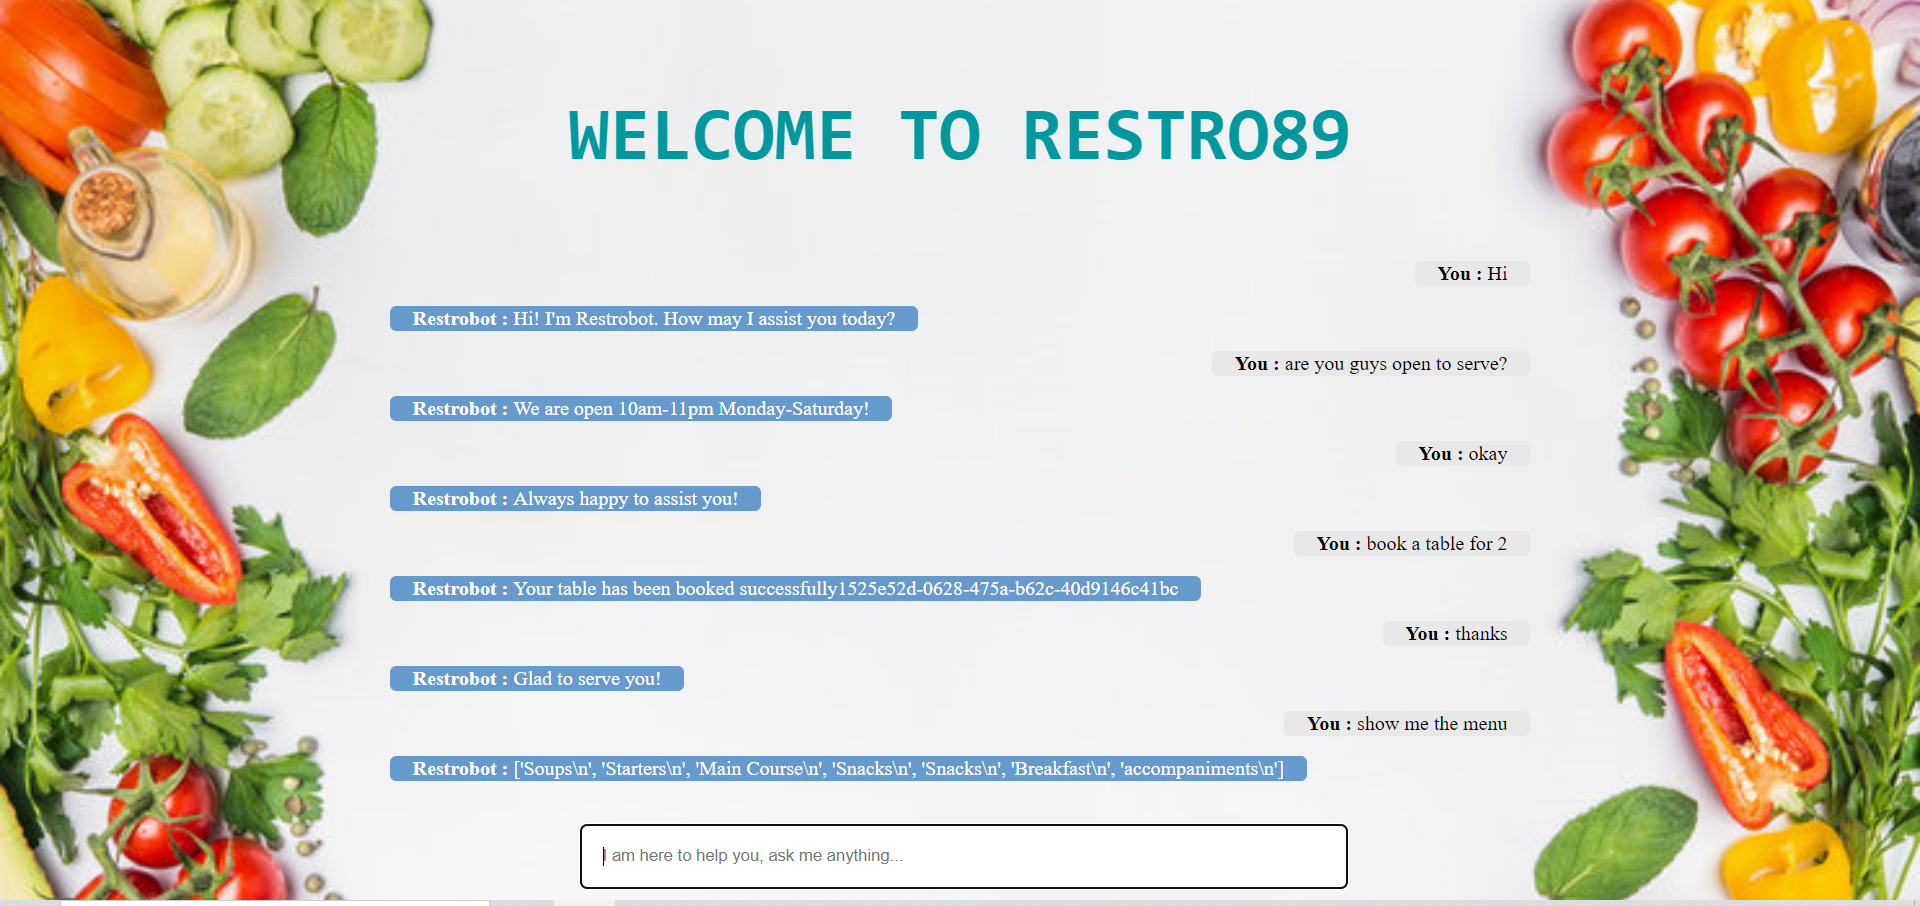 WELCOME TO RESTRO89
You : Hi
Restrobot : Hi! I'm Restrobot. How may I assist you today?
You : are you guys open to serve?
Restrobot : We are open 10am-11pm Monday-Saturday!
You : okay
Restrobot : Always happy to assist you!
You : book a table for 2
Restrobot : Your table has been booked successfully1525e52d-0628-475a-b62c-40d9146c41bc
You : thanks
Restrobot : Glad to serve you!
You : show me the menu
Restrobot : ['Soups\n', 'Starters\n', 'Main Course\n', 'Snacks\n', 'Snacks\n', 'Breakfast\n', 'accompaniments\n']
I am here to help you, ask me anything...